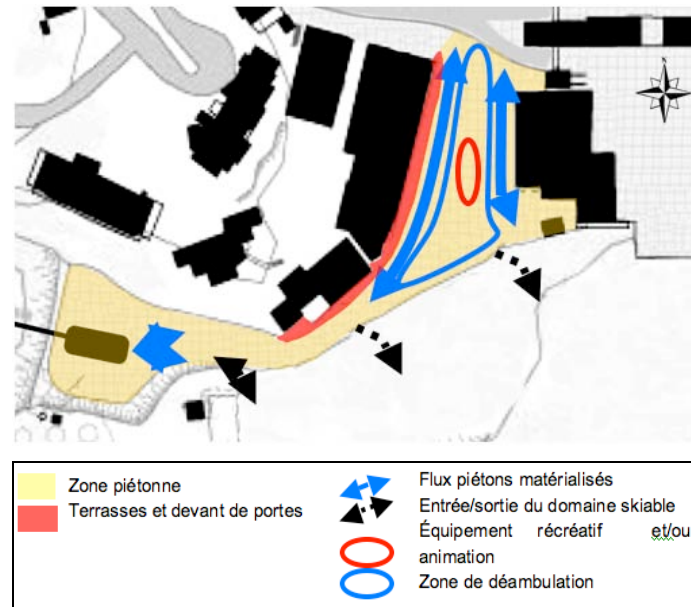 Zone piétonne
Terrasses et devant de portes
Flux piétons matérialisés
Entrée/sortie du domaine skiable
Équipement récréatif et/ou
animation
Zone de déambulation